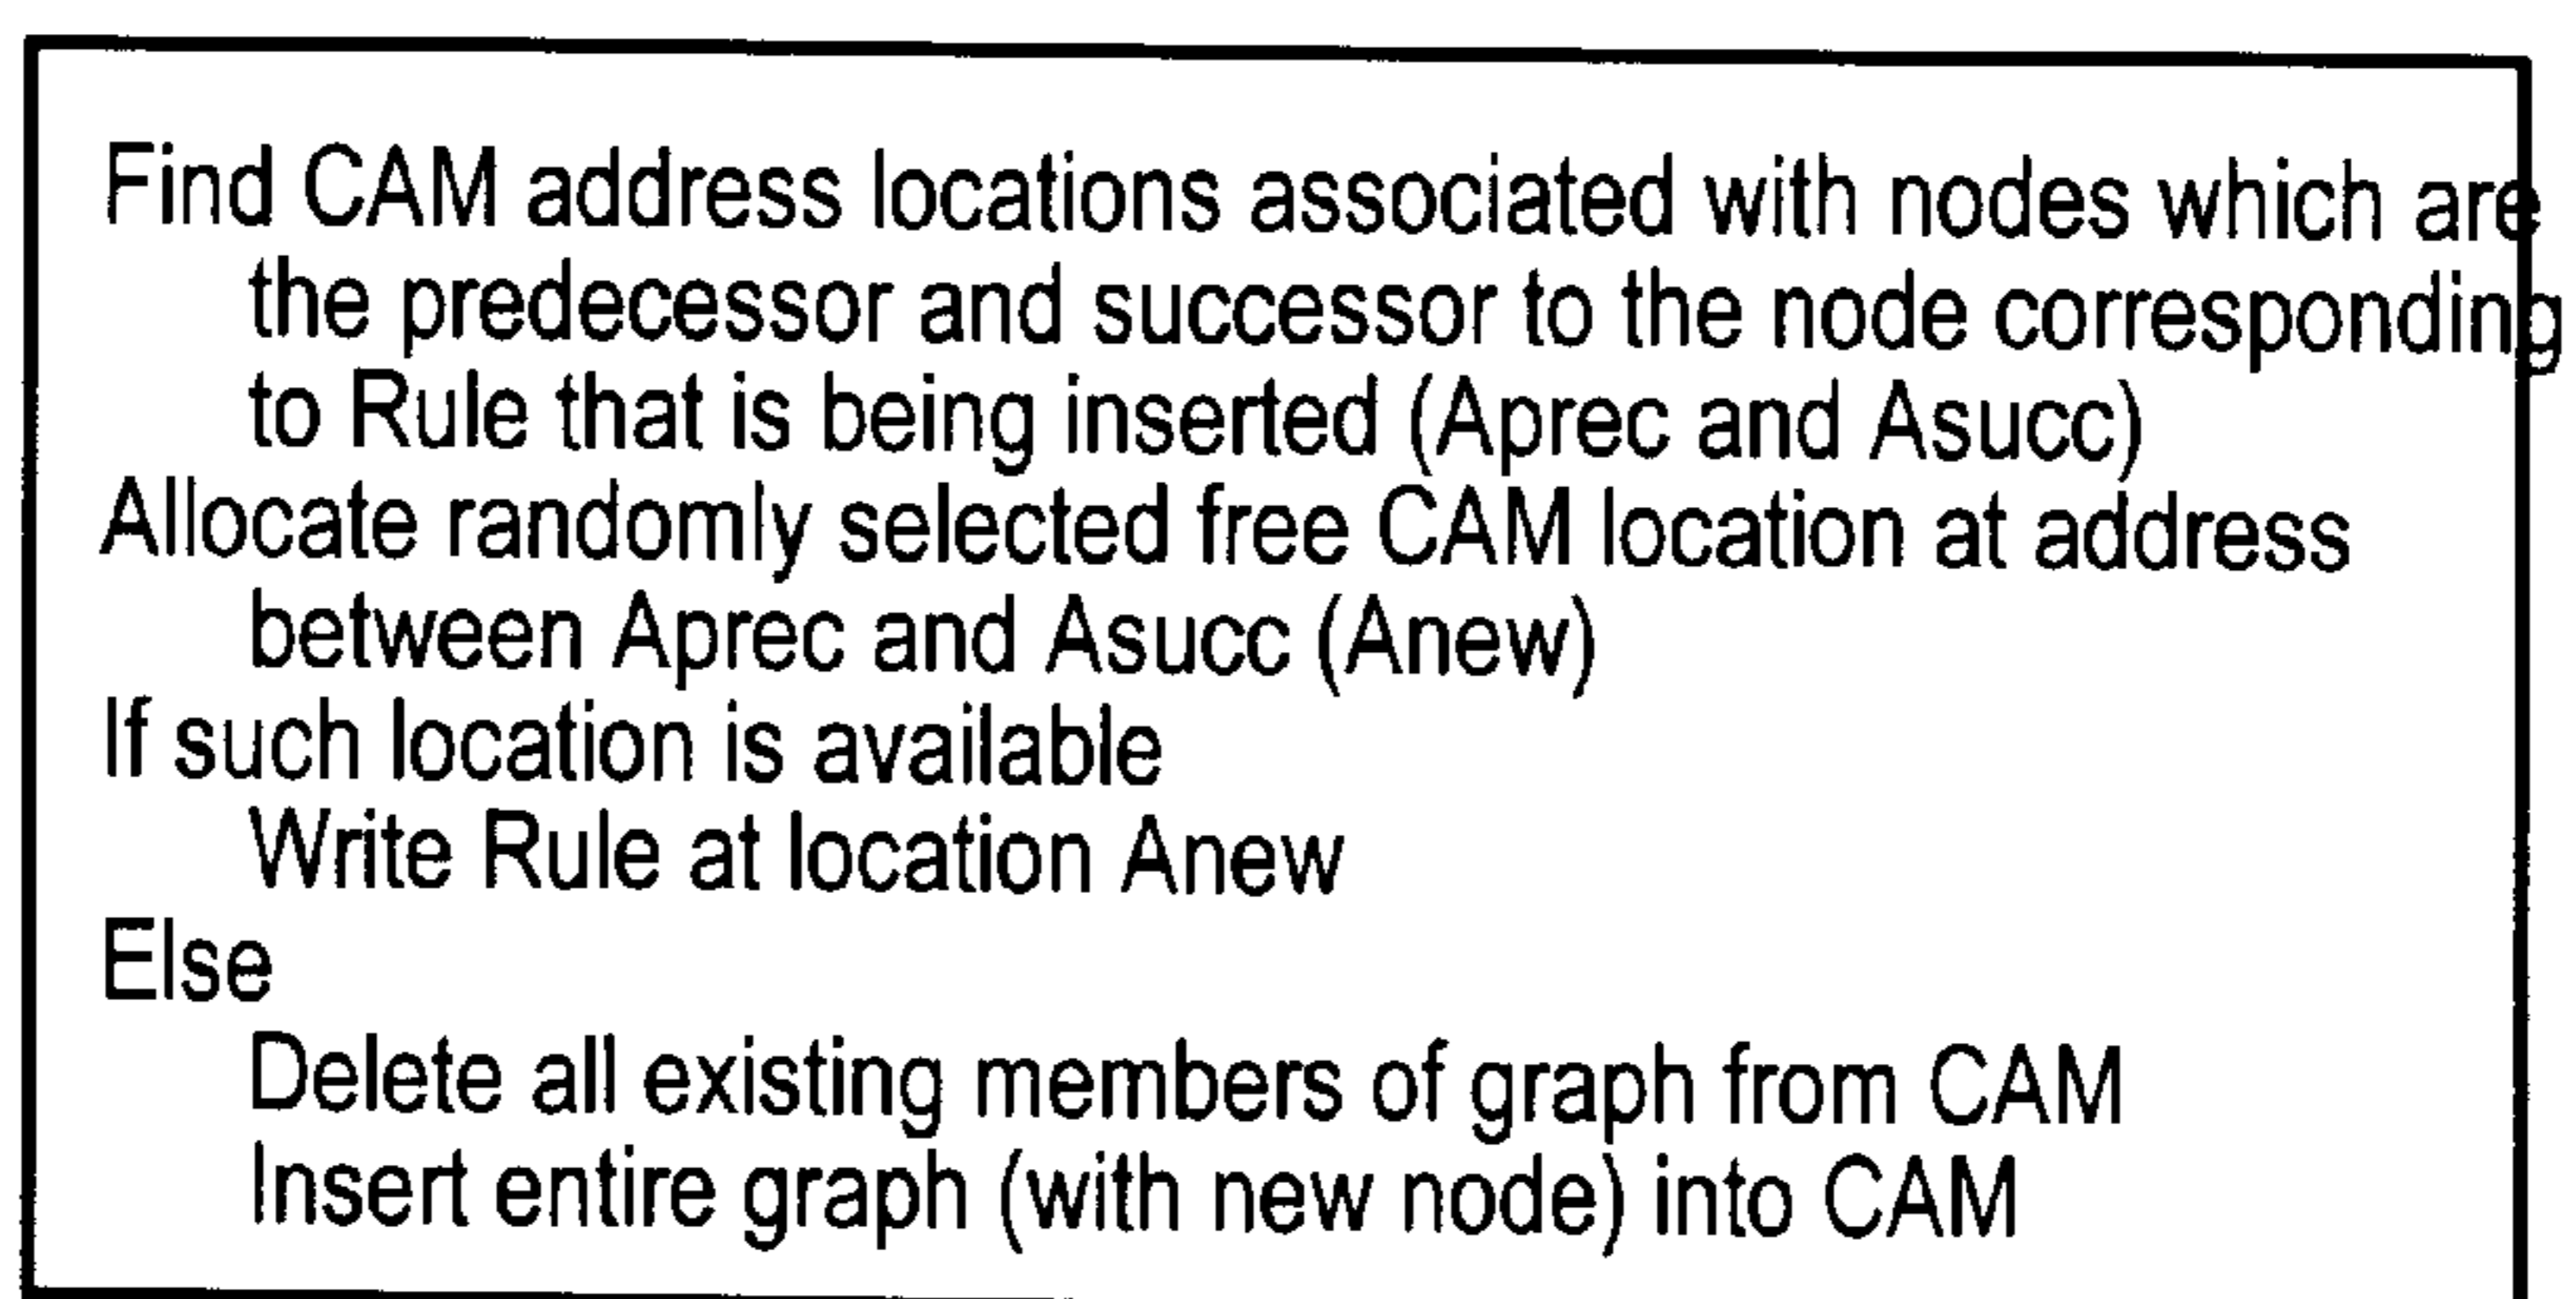 Find CAM address locations associated with nodes which are
the predecessor and successor to the node corresponding
to Rule that is being inserted (Aprec and Asucc)
Allocate randomly selected free CAM location at address
between Aprec and Asucc (Anew)
If such location is available
Write Rule at location Anew
Else
Delete all existing members of graph from CAM
Insert entire graph (with new node) into CAM